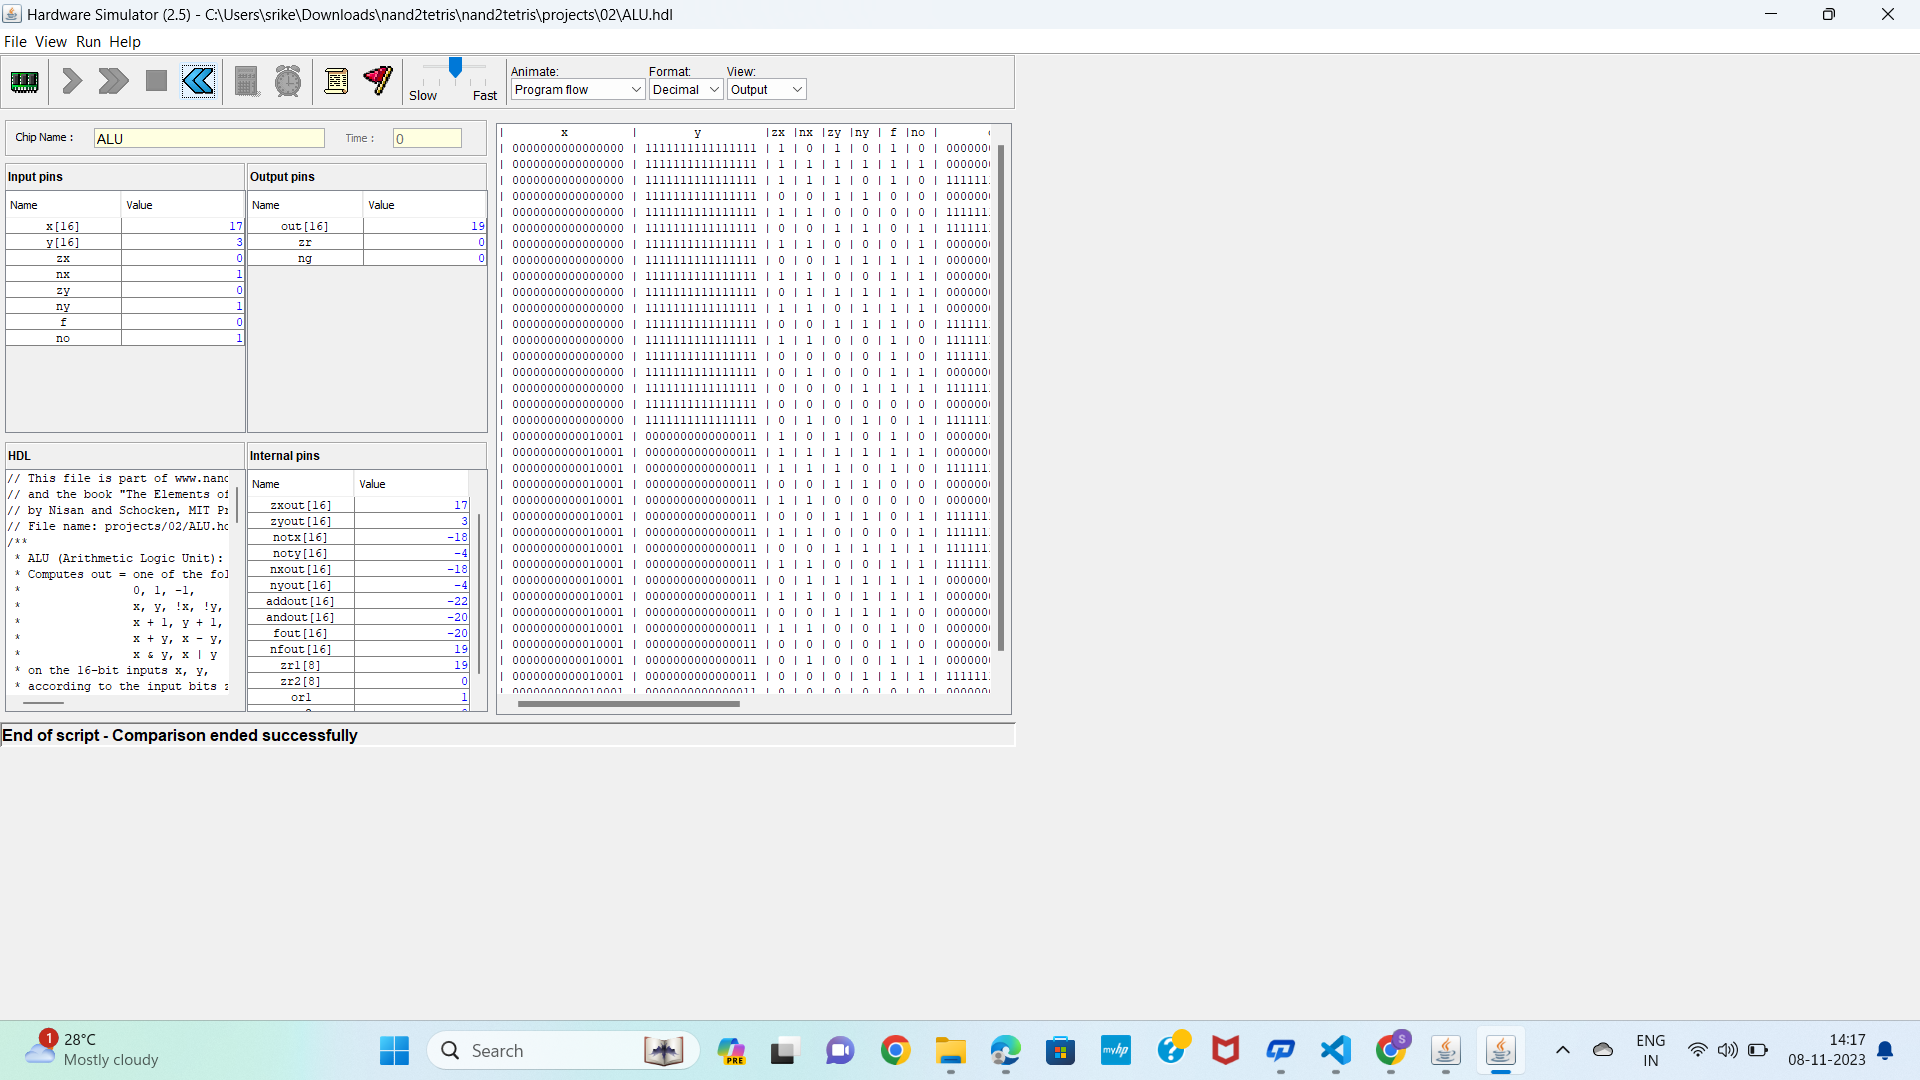 Hardware Simulator (2.5) - C:\Users\srike\Downloads\nand2tetris\nand2tetris\projects\02\ALU.hdl
File View Run Help
Slow Fast
Animate: Format: View:
Program flow Decimal Output
Chip Name : ALU Time : 0
Input pins
Name Value
x[16] 17
y[16] 3
zx 0
nx 1
zy 0
ny 1
f 0
no 1
Output pins
Name Value
out[16] 19
zr 0
ng 0
HDL
// This file is part of www.nand
// and the book "The Elements of
// by Nisan and Schocken, MIT Pr
// File name: projects/02/ALU.hd
/**
* ALU (Arithmetic Logic Unit):
* Computes out = one of the fol
* 0, 1, -1,
* x, y, !x, !y,
* x + 1, y + 1,
* x + y, x - y,
* x & y, x | y
* on the 16-bit inputs x, y,
* according to the input bits z
Internal pins
Name Value
zxout[16] 17
zyout[16] 3
notx[16] -18
noty[16] -4
nxout[16] -18
nyout[16] -4
addout[16] -22
andout[16] -20
fout[16] -20
nfout[16] 19
zr1[8] 19
zr2[8] 0
or1 1
| x | y |zx |nx |zy |ny | f |no |
| 0000000000000000 | 1111111111111111 | 1 | 0 | 1 | 0 | 1 | 0 | 000000
| 0000000000000000 | 1111111111111111 | 1 | 1 | 1 | 1 | 1 | 1 | 000000
| 0000000000000000 | 1111111111111111 | 1 | 1 | 1 | 0 | 1 | 0 | 111111
| 0000000000000000 | 1111111111111111 | 0 | 0 | 1 | 1 | 0 | 0 | 000000
| 0000000000000000 | 1111111111111111 | 1 | 1 | 0 | 0 | 0 | 0 | 111111
| 0000000000000000 | 1111111111111111 | 0 | 0 | 1 | 1 | 0 | 1 | 111111
| 0000000000000000 | 1111111111111111 | 1 | 1 | 0 | 0 | 0 | 1 | 000000
| 0000000000000000 | 1111111111111111 | 0 | 0 | 1 | 1 | 1 | 1 | 000000
| 0000000000000000 | 1111111111111111 | 1 | 1 | 0 | 0 | 1 | 1 | 000000
| 0000000000000000 | 1111111111111111 | 0 | 1 | 1 | 1 | 1 | 1 | 000000
| 0000000000000000 | 1111111111111111 | 1 | 1 | 0 | 1 | 1 | 1 | 000000
| 0000000000000000 | 1111111111111111 | 0 | 0 | 1 | 1 | 1 | 0 | 111111
| 0000000000000000 | 1111111111111111 | 1 | 1 | 0 | 0 | 1 | 0 | 111111
| 0000000000000000 | 1111111111111111 | 0 | 0 | 0 | 0 | 1 | 0 | 111111
| 0000000000000000 | 1111111111111111 | 0 | 1 | 0 | 0 | 1 | 1 | 000000
| 0000000000000000 | 1111111111111111 | 0 | 0 | 0 | 1 | 1 | 1 | 111111
| 0000000000000000 | 1111111111111111 | 0 | 0 | 0 | 0 | 0 | 0 | 000000
| 0000000000000000 | 1111111111111111 | 0 | 1 | 0 | 1 | 0 | 1 | 111111
| 0000000000010001 | 0000000000000011 | 1 | 0 | 1 | 0 | 1 | 0 | 000000
| 0000000000010001 | 0000000000000011 | 1 | 1 | 1 | 1 | 1 | 1 | 000000
| 0000000000010001 | 0000000000000011 | 1 | 1 | 1 | 0 | 1 | 0 | 111111
| 0000000000010001 | 0000000000000011 | 0 | 0 | 1 | 1 | 0 | 0 | 000000
| 0000000000010001 | 0000000000000011 | 1 | 1 | 0 | 0 | 0 | 0 | 000000
| 0000000000010001 | 0000000000000011 | 0 | 0 | 1 | 1 | 0 | 1 | 111111
| 0000000000010001 | 0000000000000011 | 1 | 1 | 0 | 0 | 0 | 1 | 111111
| 0000000000010001 | 0000000000000011 | 0 | 0 | 1 | 1 | 1 | 1 | 111111
| 0000000000010001 | 0000000000000011 | 1 | 1 | 0 | 0 | 1 | 1 | 111111
| 0000000000010001 | 0000000000000011 | 0 | 1 | 1 | 1 | 1 | 1 | 000000
| 0000000000010001 | 0000000000000011 | 1 | 1 | 0 | 1 | 1 | 1 | 000000
| 0000000000010001 | 0000000000000011 | 0 | 0 | 1 | 1 | 1 | 0 | 000000
| 0000000000010001 | 0000000000000011 | 1 | 1 | 0 | 0 | 1 | 0 | 000000
| 0000000000010001 | 0000000000000011 | 0 | 0 | 0 | 0 | 1 | 0 | 000000
| 0000000000010001 | 0000000000000011 | 0 | 1 | 0 | 0 | 1 | 1 | 000000
| 0000000000010001 | 0000000000000011 | 0 | 0 | 0 | 1 | 1 | 1 | 111111
| 0000000000010001 | 0000000000000011 | 0 | 0 | 0 | 0 | 0 | 0 | 000000
End of script - Comparison ended successfully
1
28°C
Mostly cloudy
Search
PRE
myhp
S
ENG
IN
14:17
08-11-2023